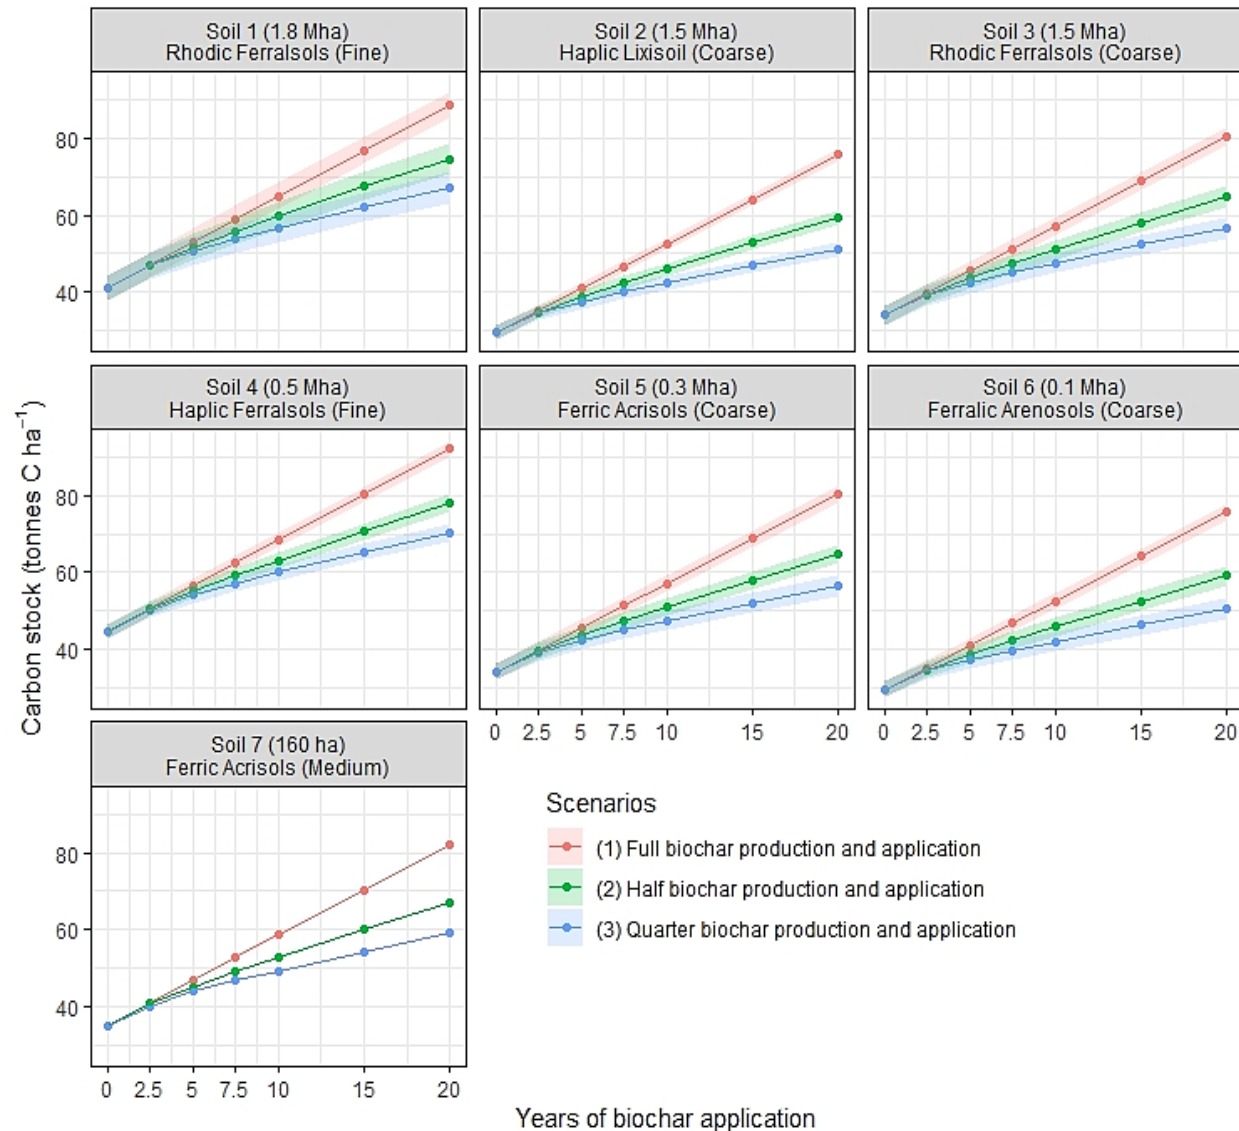 Soil 1 (1.8 Mha)
Rhodic Ferralsols (Fine)
Soil 2 (1.5 Mha)
Haplic Lixisoil (Coarse)
Soil 3 (1.5 Mha)
Rhodic Ferralsols (Coarse)
80
60
40
Soil 4 (0.5 Mha)
Haplic Ferralsols (Fine)
Soil 5 (0.3 Mha)
Ferric Acrisols (Coarse)
Soil 6 (0.1 Mha)
Ferralic Arenosols (Coarse)
80
60
40
0 2.5 5 7.5 10 15 20
0 2.5 5 7.5 10 15 20
Carbon stock (tonnes C ha⁻¹)
Soil 7 (160 ha)
Ferric Acrisols (Medium)
80
60
40
0 2.5 5 7.5 10 15 20
Scenarios
(1) Full biochar production and application
(2) Half biochar production and application
(3) Quarter biochar production and application
Years of biochar application